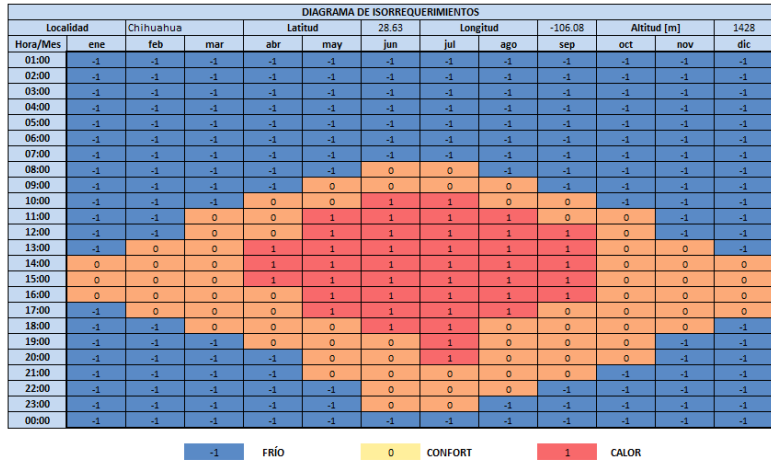 DIAGRAMA DE ISORREQUERIMIENTOS
Localidad Chihuahua Latitud 28.63 Longitud -106.08 Altitud [m] 1428
Hora/Mes ene feb mar abr may jun jul ago sep oct nov dic
01:00 -1 -1 -1 -1 -1 -1 -1 -1 -1 -1 -1 -1
02:00 -1 -1 -1 -1 -1 -1 -1 -1 -1 -1 -1 -1
03:00 -1 -1 -1 -1 -1 -1 -1 -1 -1 -1 -1 -1
04:00 -1 -1 -1 -1 -1 -1 -1 -1 -1 -1 -1 -1
05:00 -1 -1 -1 -1 -1 -1 -1 -1 -1 -1 -1 -1
06:00 -1 -1 -1 -1 -1 -1 -1 -1 -1 -1 -1 -1
07:00 -1 -1 -1 -1 -1 -1 -1 -1 -1 -1 -1 -1
08:00 -1 -1 -1 -1 -1 0 0 -1 -1 -1 -1 -1
09:00 -1 -1 -1 -1 0 0 0 0 -1 -1 -1 -1
10:00 -1 -1 -1 0 0 1 1 0 0 -1 -1 -1
11:00 -1 -1 0 0 1 1 1 1 0 0 -1 -1
12:00 -1 -1 0 0 1 1 1 1 1 0 -1 -1
13:00 -1 0 0 1 1 1 1 1 1 0 0 -1
14:00 0 0 0 1 1 1 1 1 1 0 0 0
15:00 0 0 0 1 1 1 1 1 1 0 0 0
16:00 0 0 0 0 1 1 1 1 1 0 0 0
17:00 -1 0 0 0 1 1 1 1 0 0 0 0
18:00 -1 -1 0 0 0 1 1 0 0 0 0 -1
19:00 -1 -1 -1 0 0 0 1 0 0 0 -1 -1
20:00 -1 -1 -1 -1 0 0 1 0 0 0 -1 -1
21:00 -1 -1 -1 -1 0 0 0 0 0 -1 -1 -1
22:00 -1 -1 -1 -1 -1 0 0 0 -1 -1 -1 -1
23:00 -1 -1 -1 -1 -1 0 0 -1 -1 -1 -1 -1
00:00 -1 -1 -1 -1 -1 -1 -1 -1 -1 -1 -1 -1
-1 FRÍO 0 CONFORT 1 CALOR